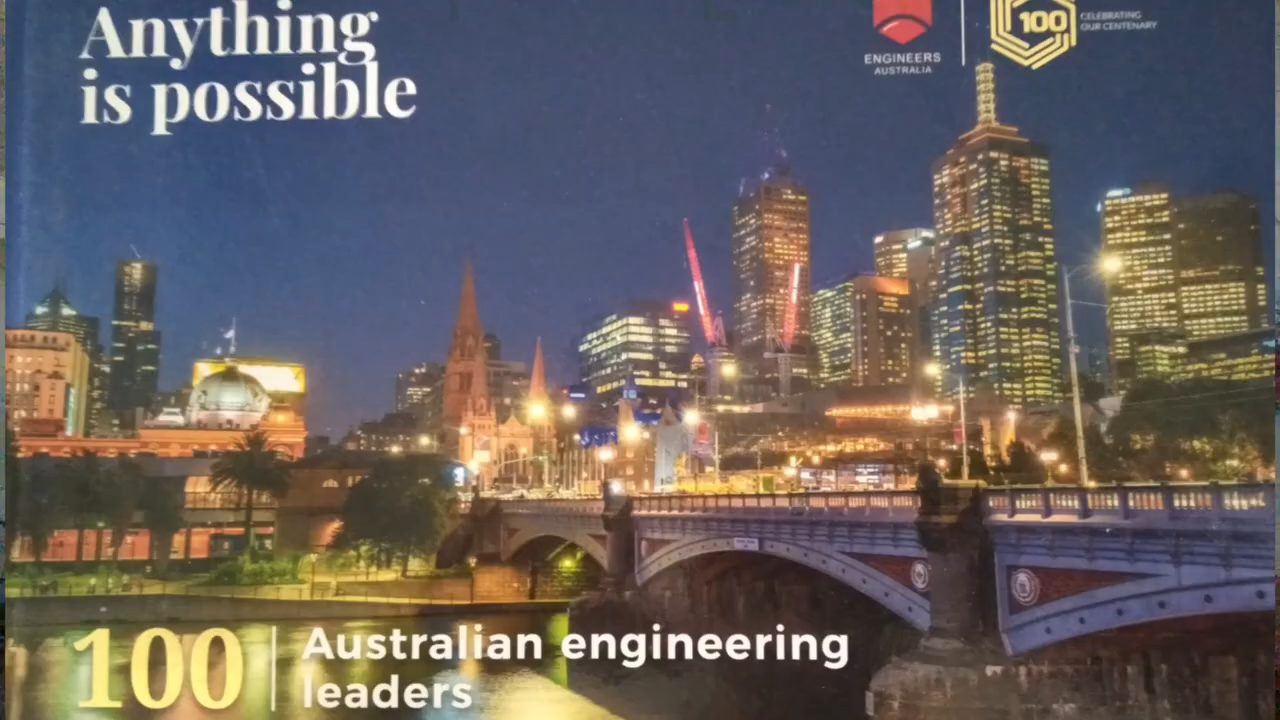 Anything
is possible
ENGINEERS
AUSTRALIA
100
CELEBRATING
OUR CENTENARY
100
Australian engineering
leaders